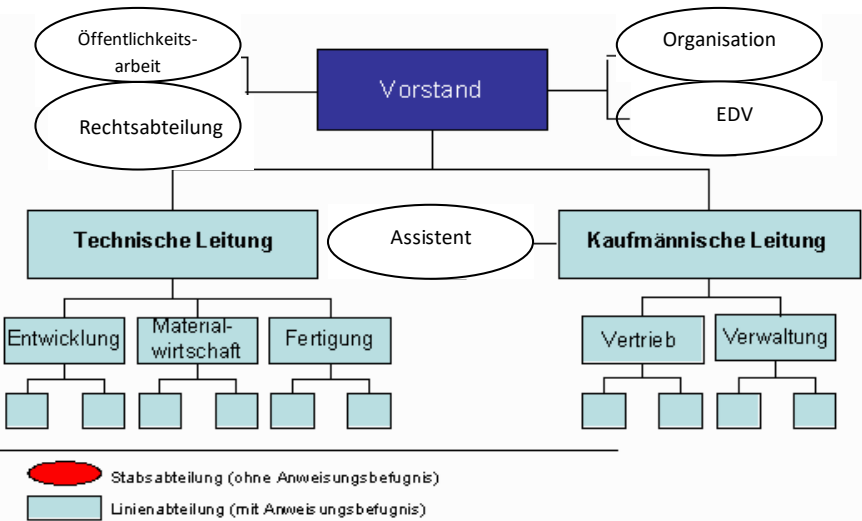 Öffentlichkeits-
arbeit
Rechtsabteilung
Vorstand
Organisation
EDV
Technische Leitung
Assistent
Kaufmännische Leitung
Entwicklung
Material-
wirtschaft
Fertigung
Vertrieb
Verwaltung
Stabsabteilung (ohne Anweisungsbefugnis)
Linienabteilung (mit Anweisungsbefugnis)